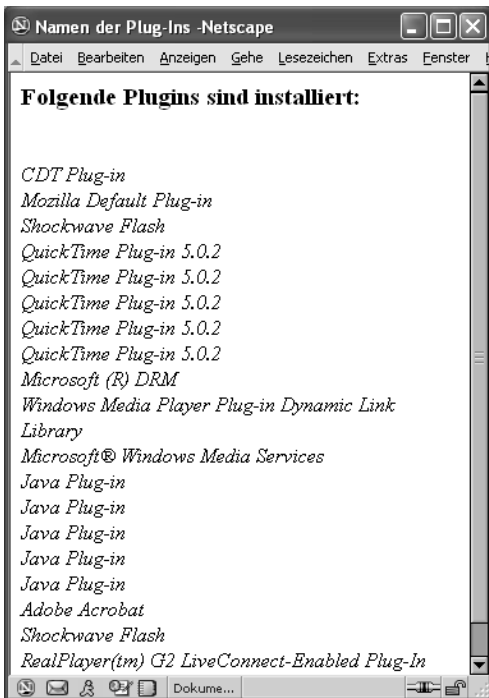 Namen der Plug-Ins -Netscape
Datei Bearbeiten Anzeigen Gehe Lesezeichen Extras Fenster
Folgende Plugins sind installiert:
CDT Plug-in
Mozilla Default Plug-in
Shockwave Flash
QuickTime Plug-in 5.0.2
QuickTime Plug-in 5.0.2
QuickTime Plug-in 5.0.2
QuickTime Plug-in 5.0.2
QuickTime Plug-in 5.0.2
Microsoft (R) DRM
Windows Media Player Plug-in Dynamic Link
Library
Microsoft® Windows Media Services
Java Plug-in
Java Plug-in
Java Plug-in
Java Plug-in
Java Plug-in
Adobe Acrobat
Shockwave Flash
RealPlayer(tm) G2 LiveConnect-Enabled Plug-In
Dokume...